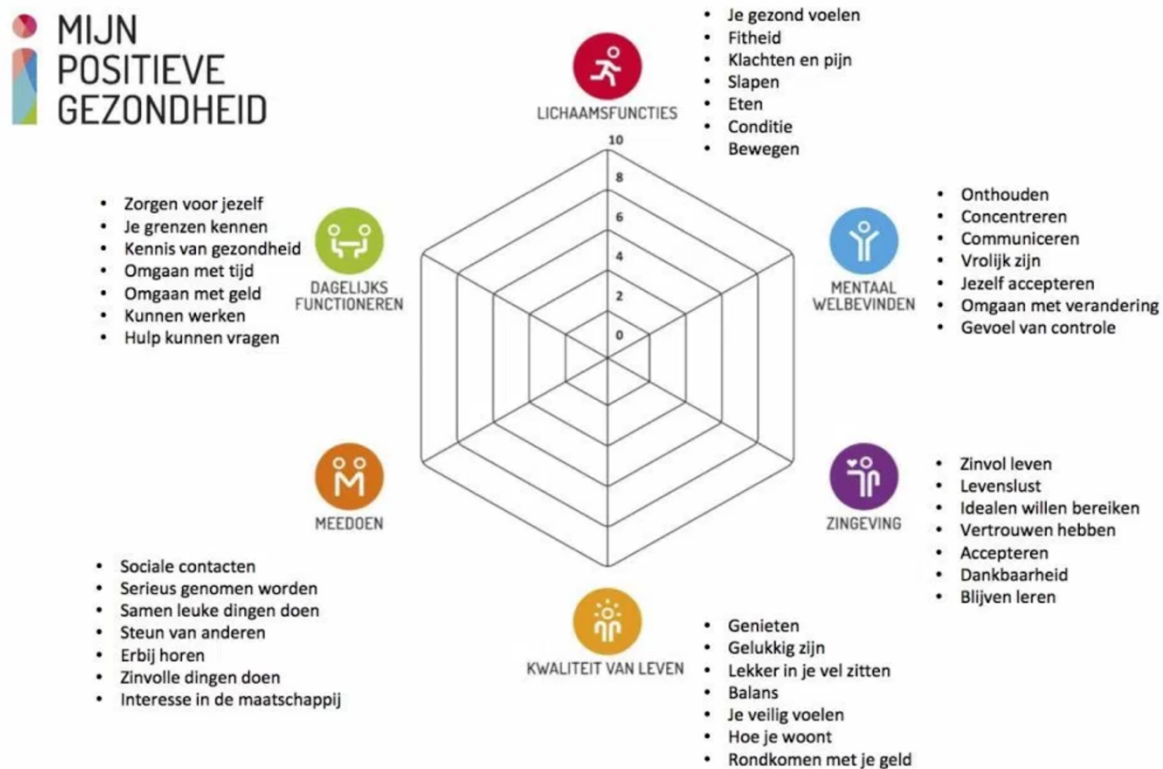 MIJN
POSITIEVE
GEZONDHEID
LICHAAMSFUNCTIES
• Je gezond voelen
• Fitheid
• Klachten en pijn
• Slapen
• Eten
• Conditie
• Bewegen
10
8
6
4
2
0
MENTAAL
WELBEVINDEN
• Onthouden
• Concentreren
• Communiceren
• Vrolijk zijn
• Jezelf accepteren
• Omgaan met verandering
• Gevoel van controle
ZINGEVING
• Zinvol leven
• Levenslust
• Idealen willen bereiken
• Vertrouwen hebben
• Accepteren
• Dankbaarheid
• Blijven leren
KWALITEIT VAN LEVEN
• Genieten
• Gelukkig zijn
• Lekker in je vel zitten
• Balans
• Je veilig voelen
• Hoe je woont
• Rondkomen met je geld
MEEDOEN
• Sociale contacten
• Serieus genomen worden
• Samen leuke dingen doen
• Steun van anderen
• Erbij horen
• Zinvolle dingen doen
• Interesse in de maatschappij
DAGELIJKS
FUNCTIONEREN
• Zorgen voor jezelf
• Je grenzen kennen
• Kennis van gezondheid
• Omgaan met tijd
• Omgaan met geld
• Kunnen werken
• Hulp kunnen vragen